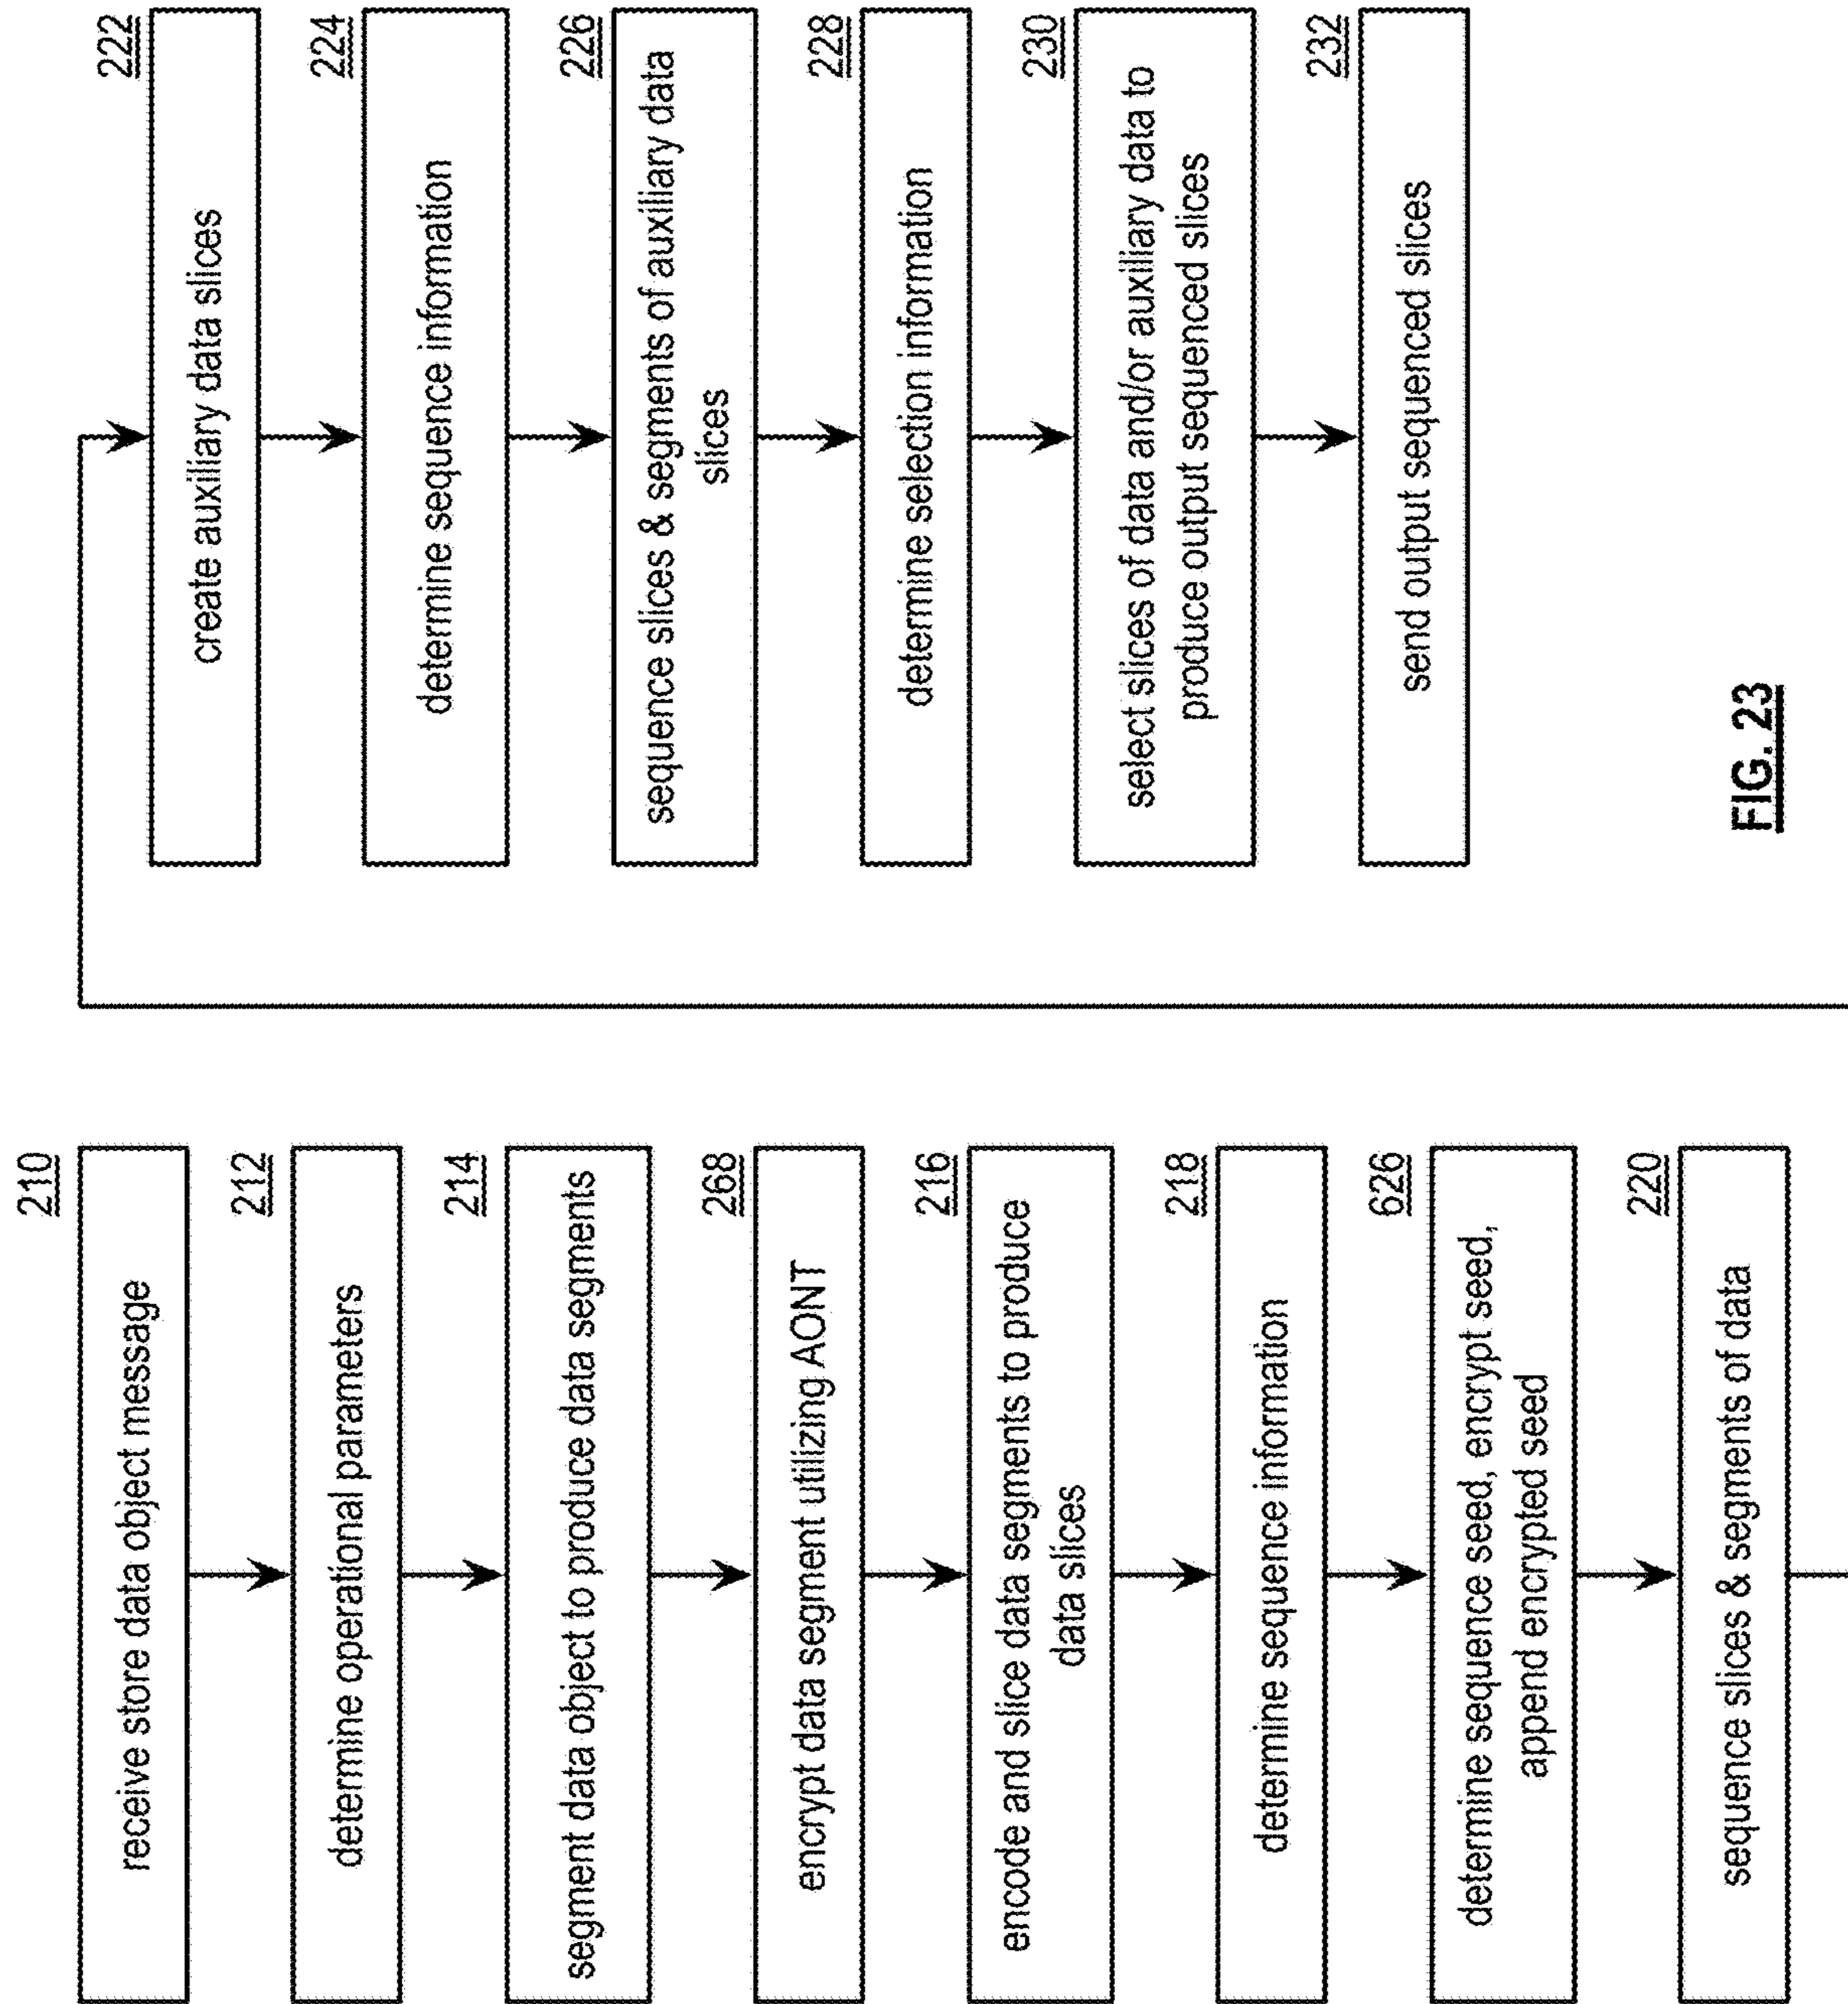 210
receive store data object message
212
determine operational parameters
214
segment data object to produce data segments
268
encrypt data segment utilizing AONT
216
encode and slice data segments to produce
data slices
218
determine sequence information
626
determine sequence seed, encrypt seed,
append encrypted seed
220
sequence slices & segments of data
222
create auxiliary data slices
224
determine sequence information
226
sequence slices & segments of auxiliary data
slices
228
determine selection information
230
select slices of data and/or auxiliary data to
produce output sequenced slices
232
send output sequenced slices
FIG. 23